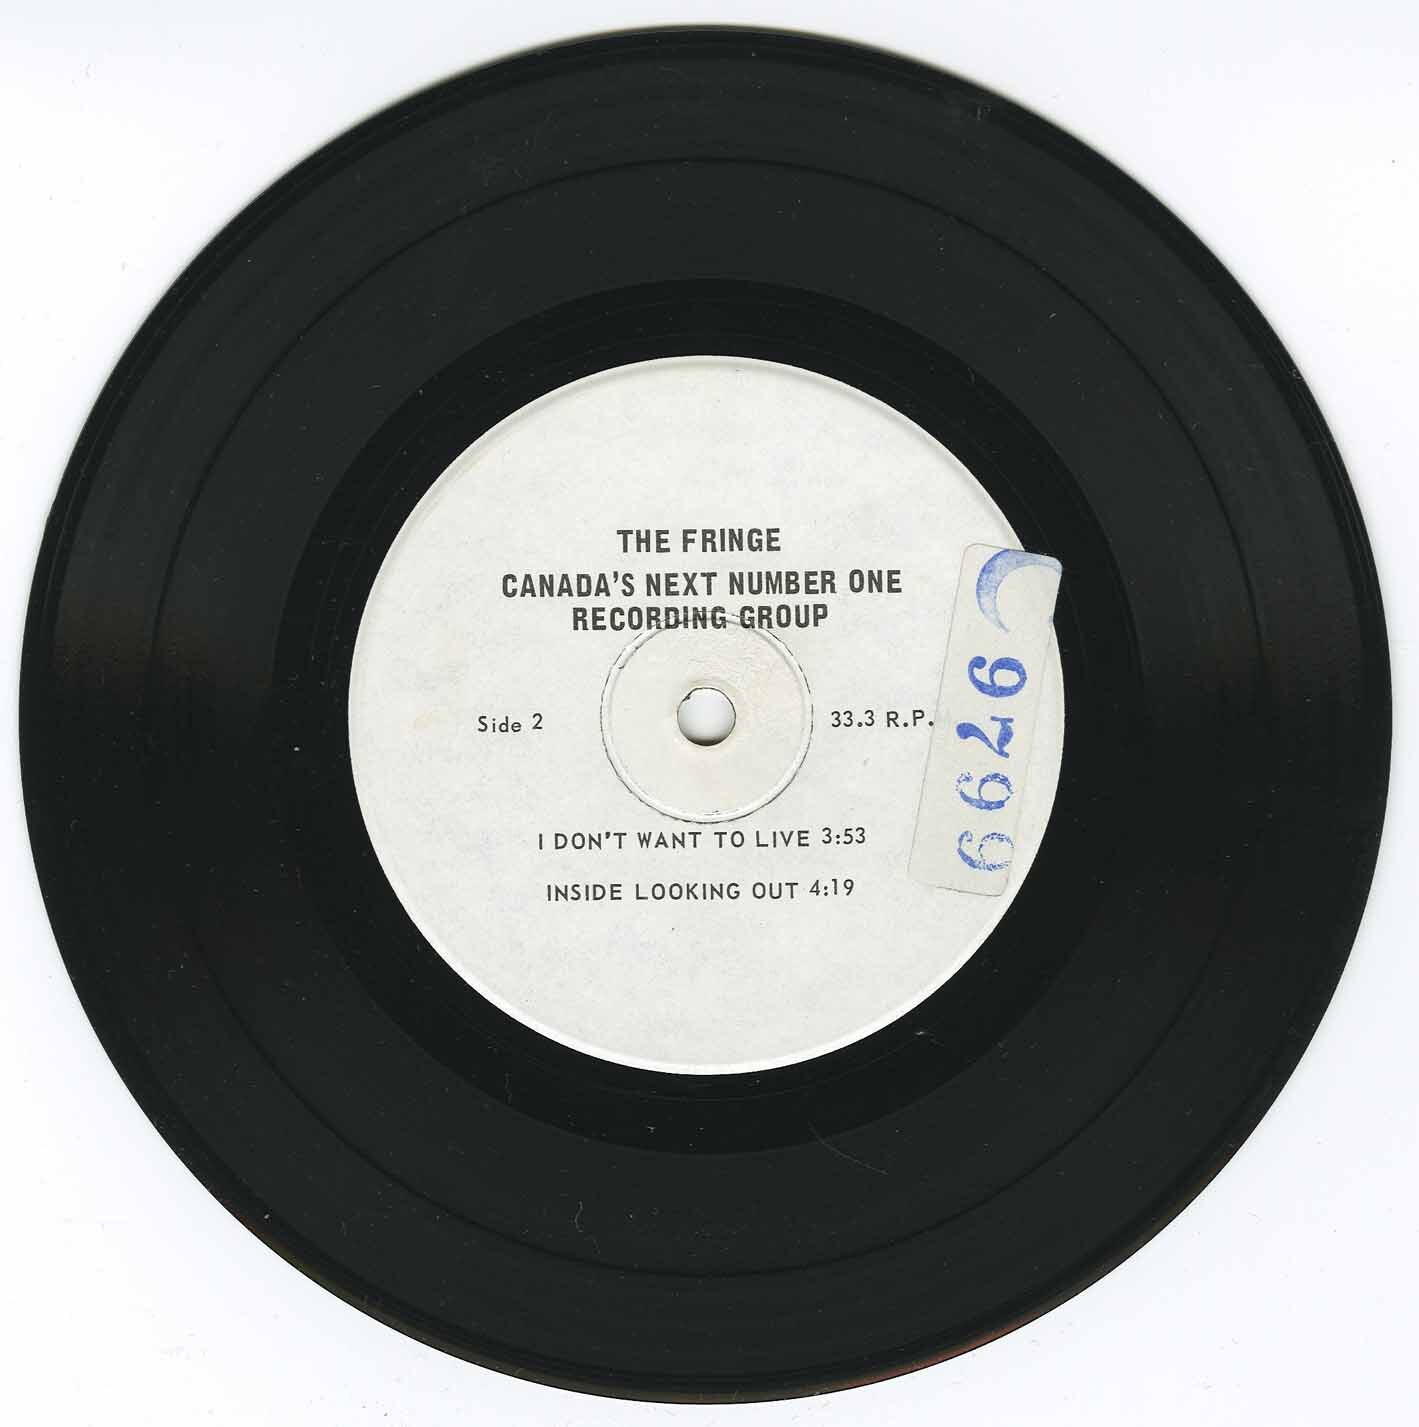 THE FRINGE
CANADA'S NEXT NUMBER ONE
RECORDING GROUP
Side 2
33.3 R.P.
I DON'T WANT TO LIVE 3:53
INSIDE LOOKING OUT 4:19